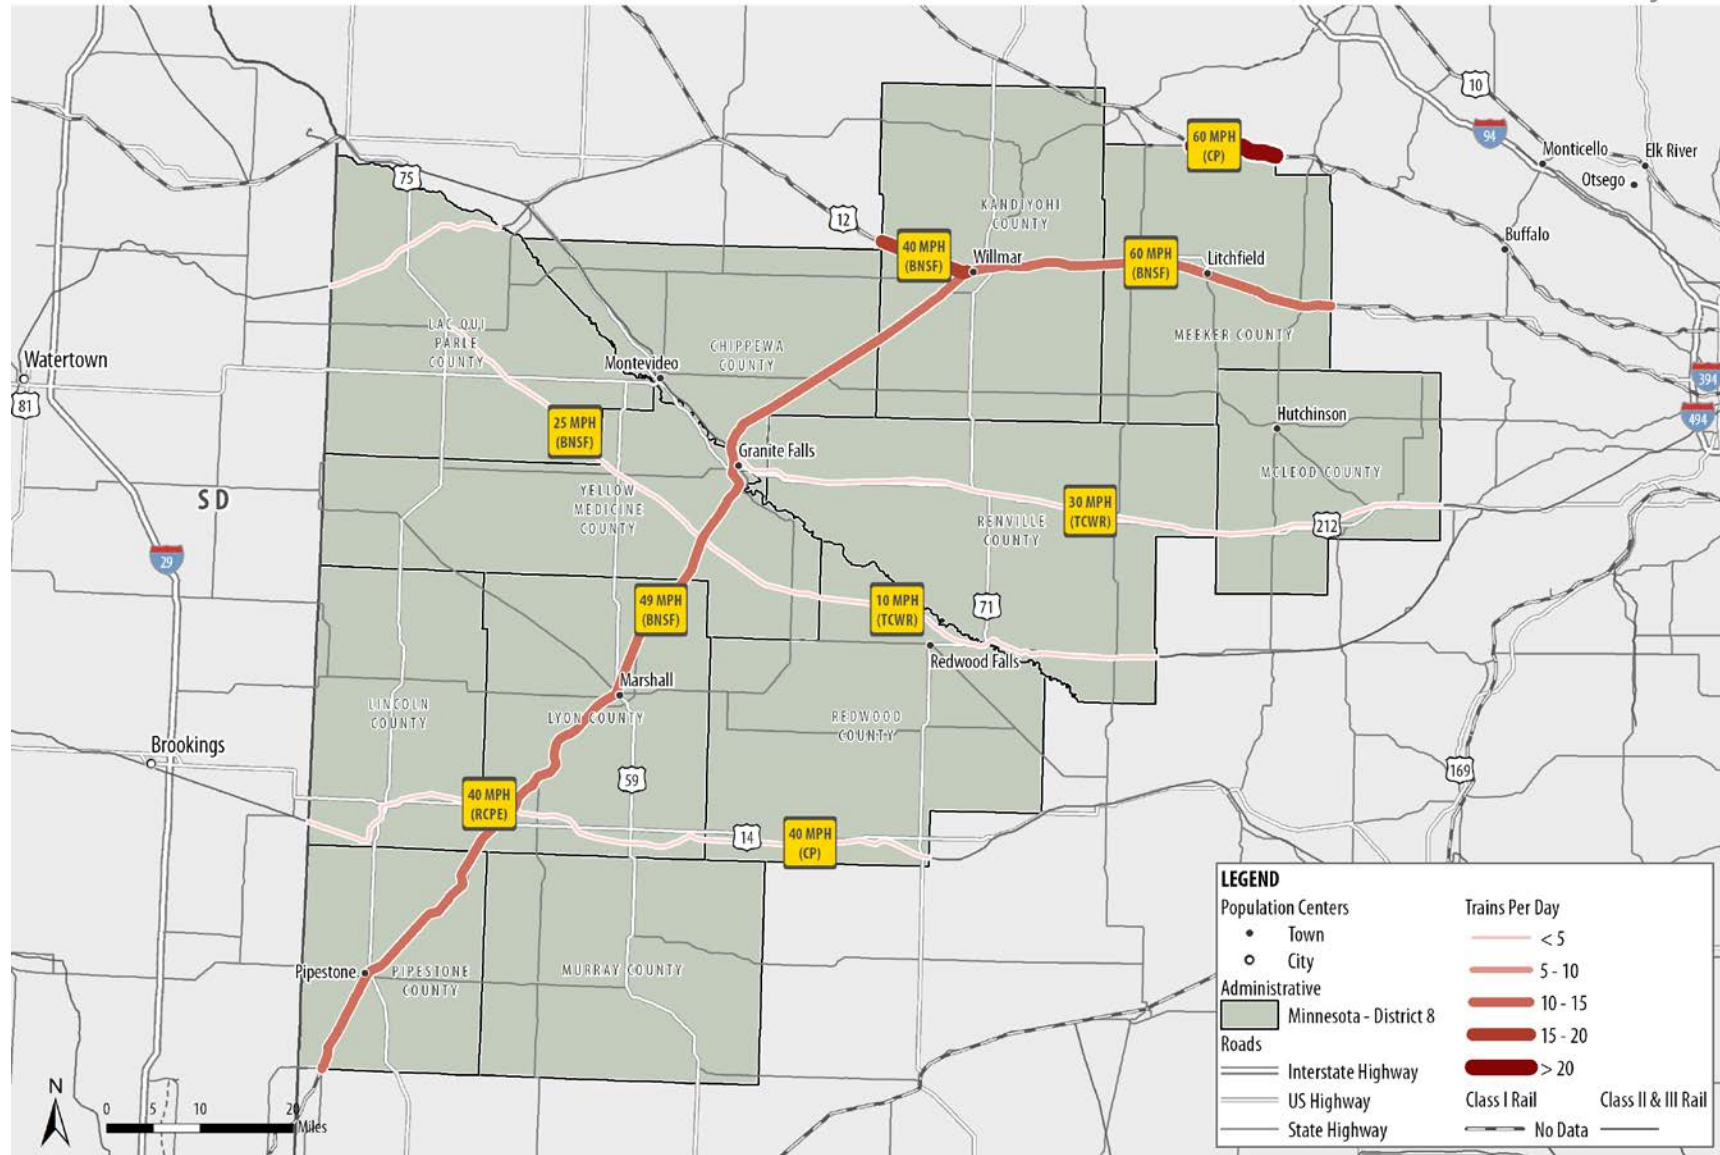 10
94
Monticello
Elk River
Otsego
60 MPH
(CP)
75
KANDIYOHI
COUNTY
12
Buffalo
40 MPH
(BNSF)
Willmar
60 MPH
(BNSF)
Litchfield
LAC QUI
PARLE
COUNTY
CHIPPEWA
COUNTY
MEEKER COUNTY
Watertown
Montevideo
394
81
494
25 MPH
(BNSF)
Hutchinson
Granite Falls
MCLEOD COUNTY
SD
YELLOW
MEDICINE
COUNTY
30 MPH
(TCWR)
RENVILLE
COUNTY
212
29
49 MPH
(BNSF)
10 MPH
(TCWR)
71
Redwood Falls
Marshall
LINCOLN
COUNTY
LYON COUNTY
REDWOOD
COUNTY
Brookings
59
169
40 MPH
(RCPE)
14
40 MPH
(CP)
Pipestone
PIPESTONE
COUNTY
MURRAY COUNTY
N
0 5 10 20
Miles
LEGEND
Population Centers
Town
City
Administrative
Minnesota - District 8
Roads
Interstate Highway
US Highway
State Highway
Trains Per Day
< 5
5 - 10
10 - 15
15 - 20
> 20
Class I Rail
Class II & III Rail
No Data